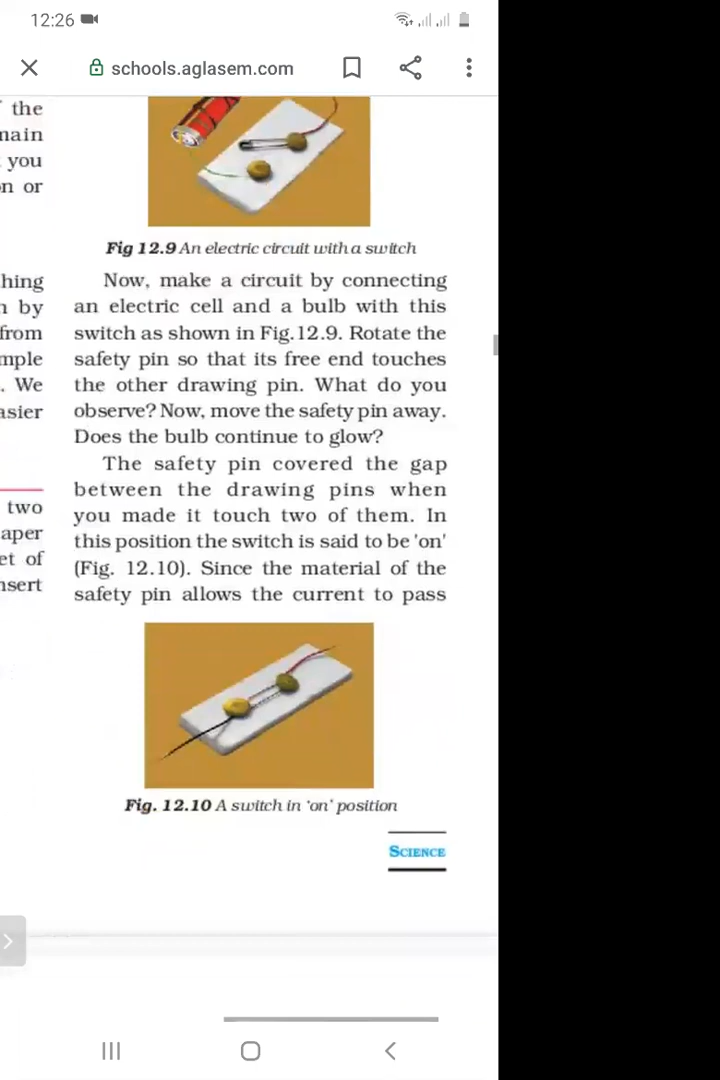 12:26
schools.aglasem.com
the
main
you
on or
hing
n by
from
mple
. We
asier
two
aper
et of
nsert
Fig 12.9 An electric circuit with a switch
Now, make a circuit by connecting
an electric cell and a bulb with this
switch as shown in Fig.12.9. Rotate the
safety pin so that its free end touches
the other drawing pin. What do you
observe? Now, move the safety pin away.
Does the bulb continue to glow?
The safety pin covered the gap
between the drawing pins when
you made it touch two of them. In
this position the switch is said to be 'on'
(Fig. 12.10). Since the material of the
safety pin allows the current to pass
Fig. 12.10 A switch in 'on' position
SCIENCE